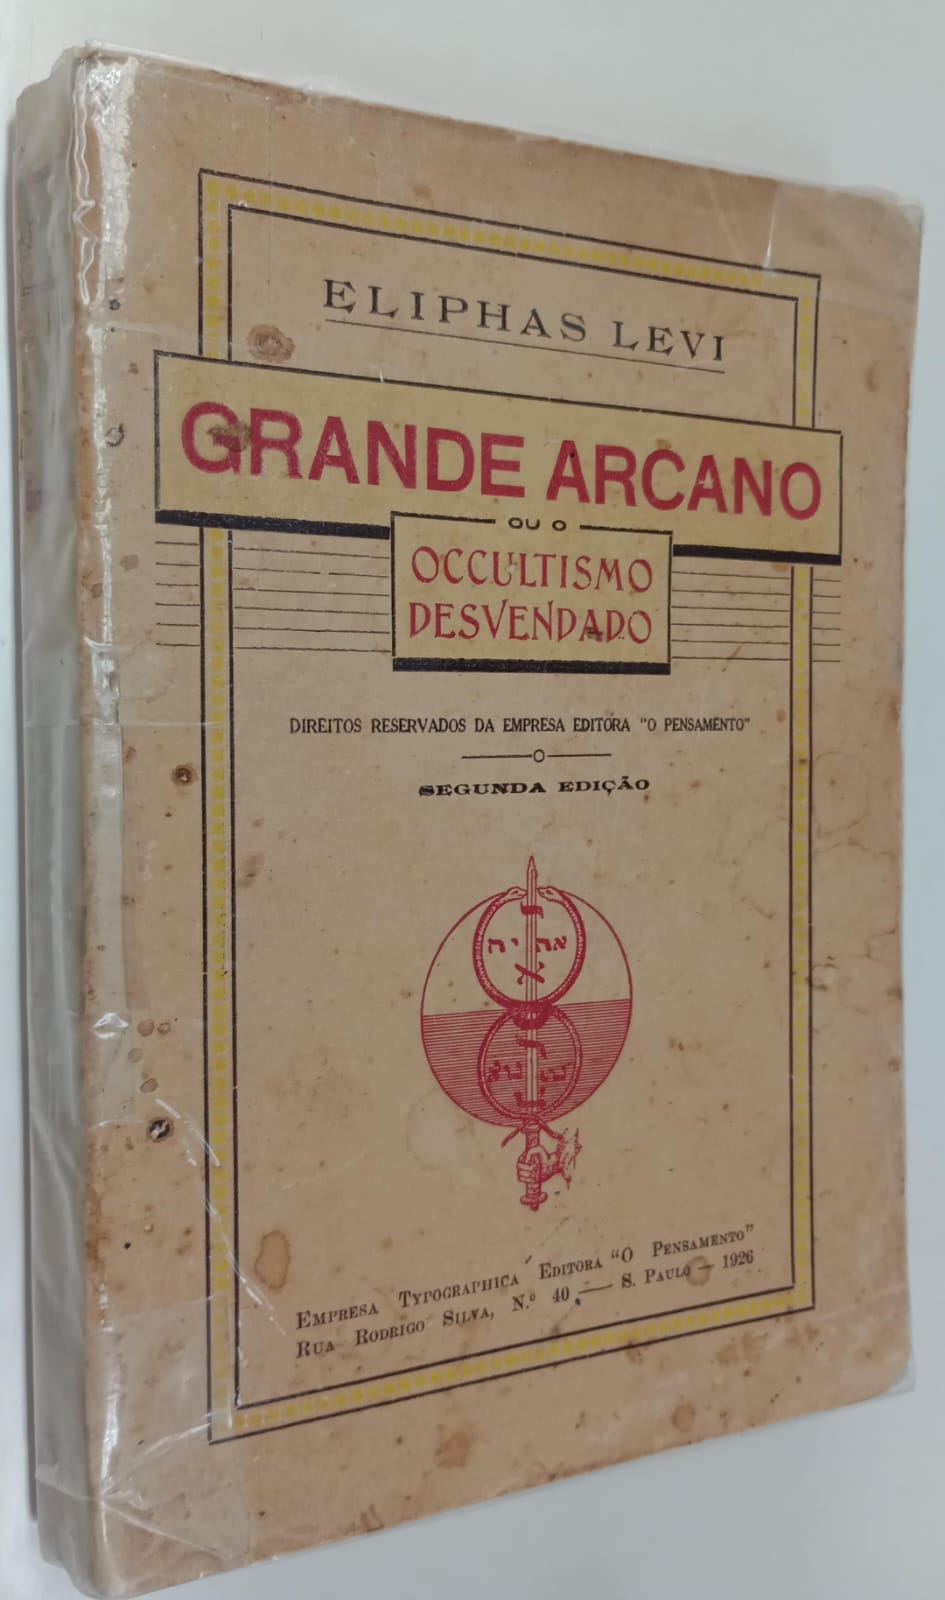 ELIPHAS LEVI
GRANDE ARCANO
OU O
OCCULTISMO
DESVENDADO
DIREITOS RESERVADOS DA EMPRESA EDITORA "O PENSAMENTO"
SEGUNDA EDIÇÃO
EMPRESA TYPOGRAPHICA EDITORA "O PENSAMENTO"
RUA RODRIGO SILVA, N.º 40 — S. PAULO — 1926